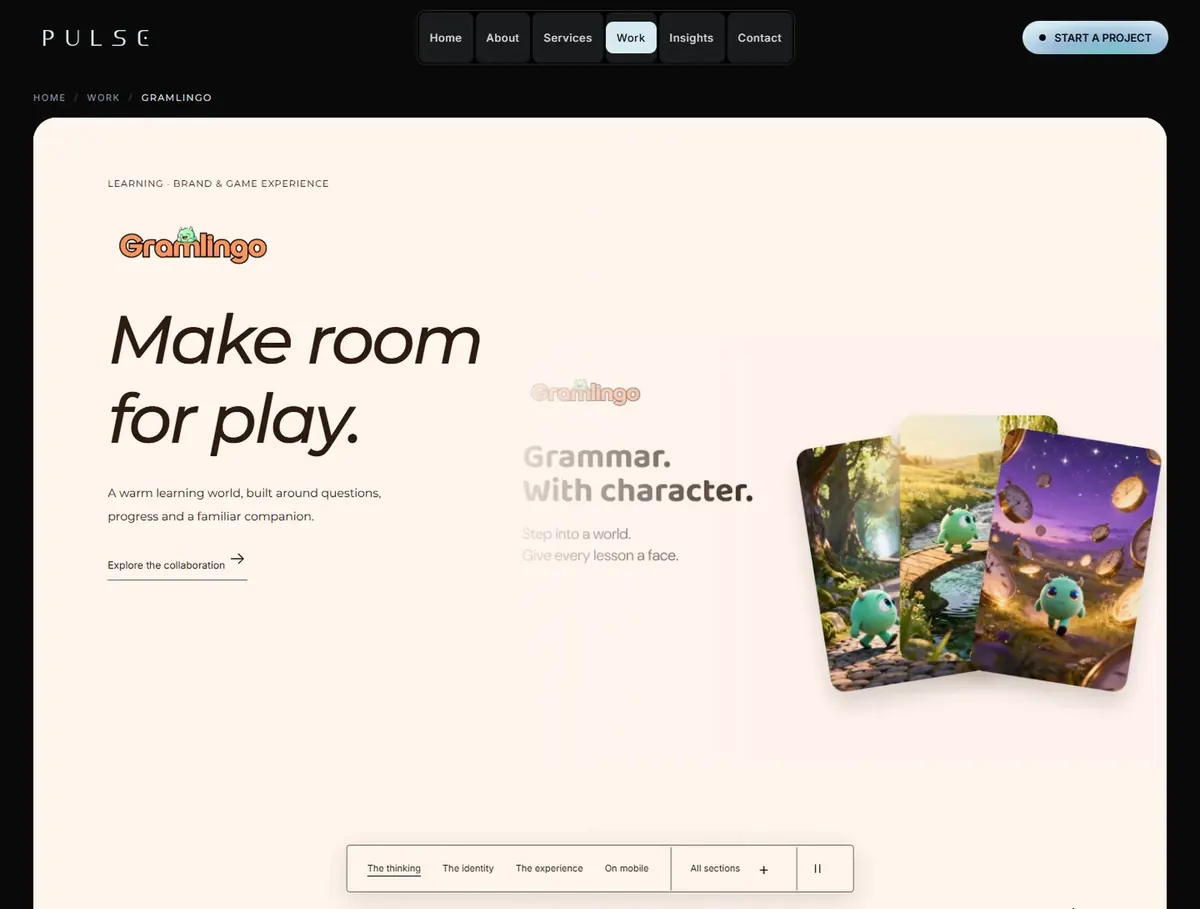 PULSE
Home
About
Services
Work
Insights
Contact
START A PROJECT
HOME / WORK / GRAMLINGO
LEARNING · BRAND & GAME EXPERIENCE
Gramlingo
Make room
for play.
A warm learning world, built around questions,
progress and a familiar companion.
Explore the collaboration
Gramlingo
Grammar.
With character.
Step into a world.
Give every lesson a face.
The thinking
The identity
The experience
On mobile
All sections +